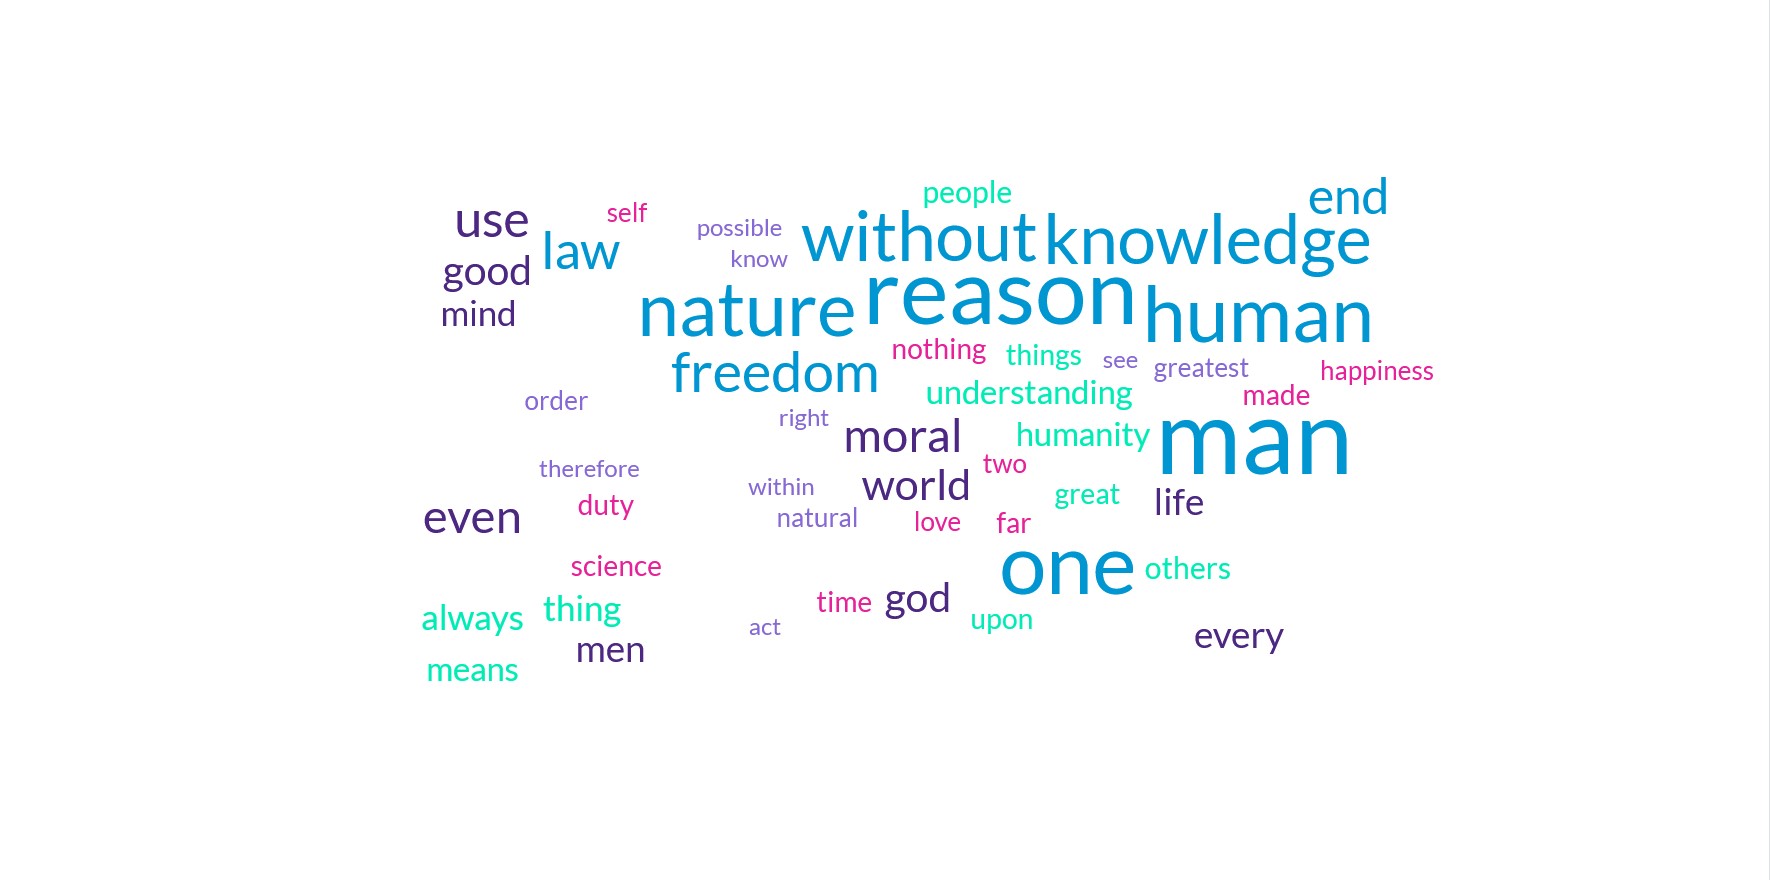 people
end
use
self
possible
without
knowledge
law
know
good
reason
nature
human
mind
nothing
things
see
greatest
happiness
freedom
understanding
made
order
right
moral
humanity
man
two
therefore
within
world
great
life
even
duty
natural
love
far
science
one
others
always
thing
time
god
upon
act
every
men
means